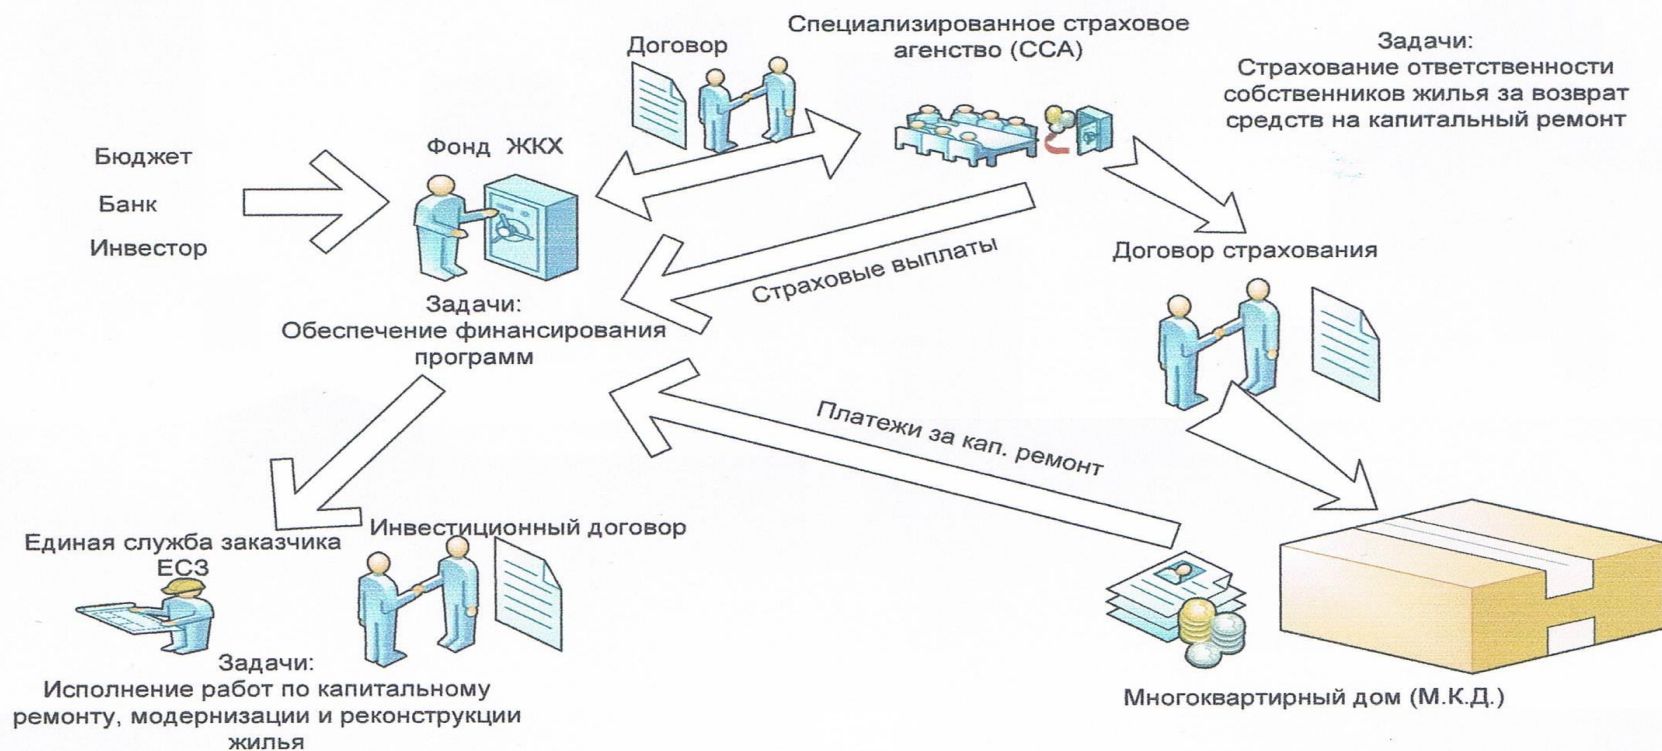 Договор
Специализированное страховое
агенство (ССА)
Задачи:
Страхование ответственности
собственников жилья за возврат
средств на капитальный ремонт
Бюджет
Банк
Инвестор
Фонд ЖКХ
Задачи:
Обеспечение финансирования
программ
Страховые выплаты
Договор страхования
Платежи за кап. ремонт
Единая служба заказчика
ЕСЗ
Инвестиционный договор
Задачи:
Исполнение работ по капитальному
ремонту, модернизации и реконструкции
жилья
Многоквартирный дом (М.К.Д.)